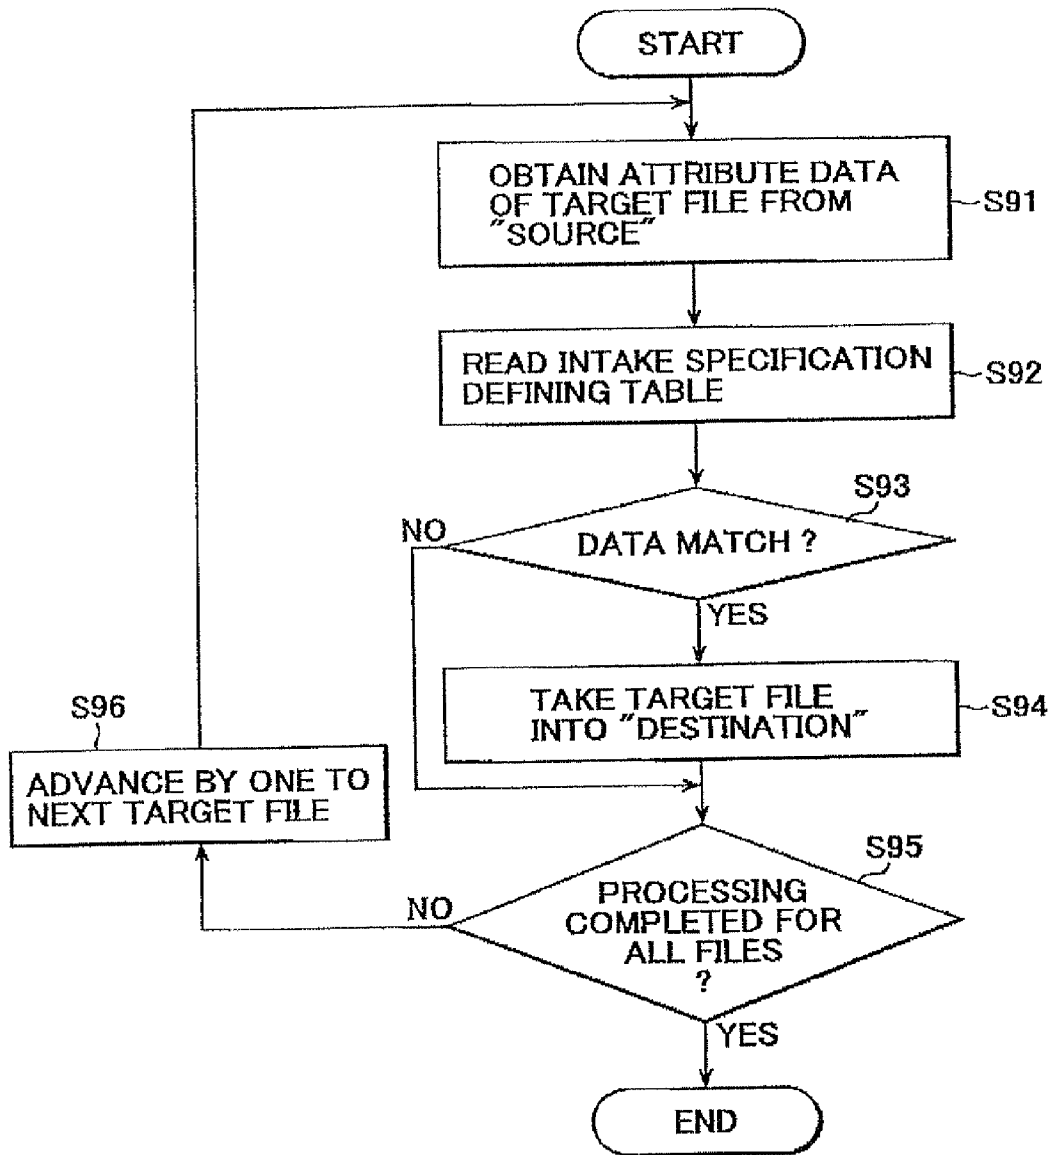 START
OBTAIN ATTRIBUTE DATA
OF TARGET FILE FROM
"SOURCE"
S91
READ INTAKE SPECIFICATION
DEFINING TABLE
S92
S93
NO
DATA MATCH ?
YES
TAKE TARGET FILE
INTO "DESTINATION"
S94
S96
ADVANCE BY ONE TO
NEXT TARGET FILE
S95
NO
PROCESSING
COMPLETED FOR
ALL FILES
?
YES
END